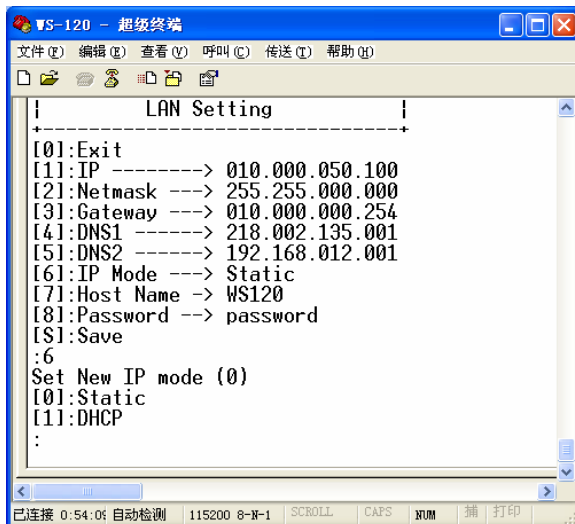 WS-120 - 超级终端
文件(F) 编辑(E) 查看(V) 呼叫(C) 传送(T) 帮助(H)
| LAN Setting |
+--------------------------------+
[0]:Exit
[1]:IP --------> 010.000.050.100
[2]:Netmask ---> 255.255.000.000
[3]:Gateway ---> 010.000.000.254
[4]:DNS1 ------> 218.002.135.001
[5]:DNS2 ------> 192.168.012.001
[6]:IP Mode ---> Static
[7]:Host Name -> WS120
[8]:Password --> password
[S]:Save
:6
Set New IP mode (0)
[0]:Static
[1]:DHCP
:
已连接 0:54:09 自动检测 115200 8-N-1 SCROLL CAPS NUM 捕 打印